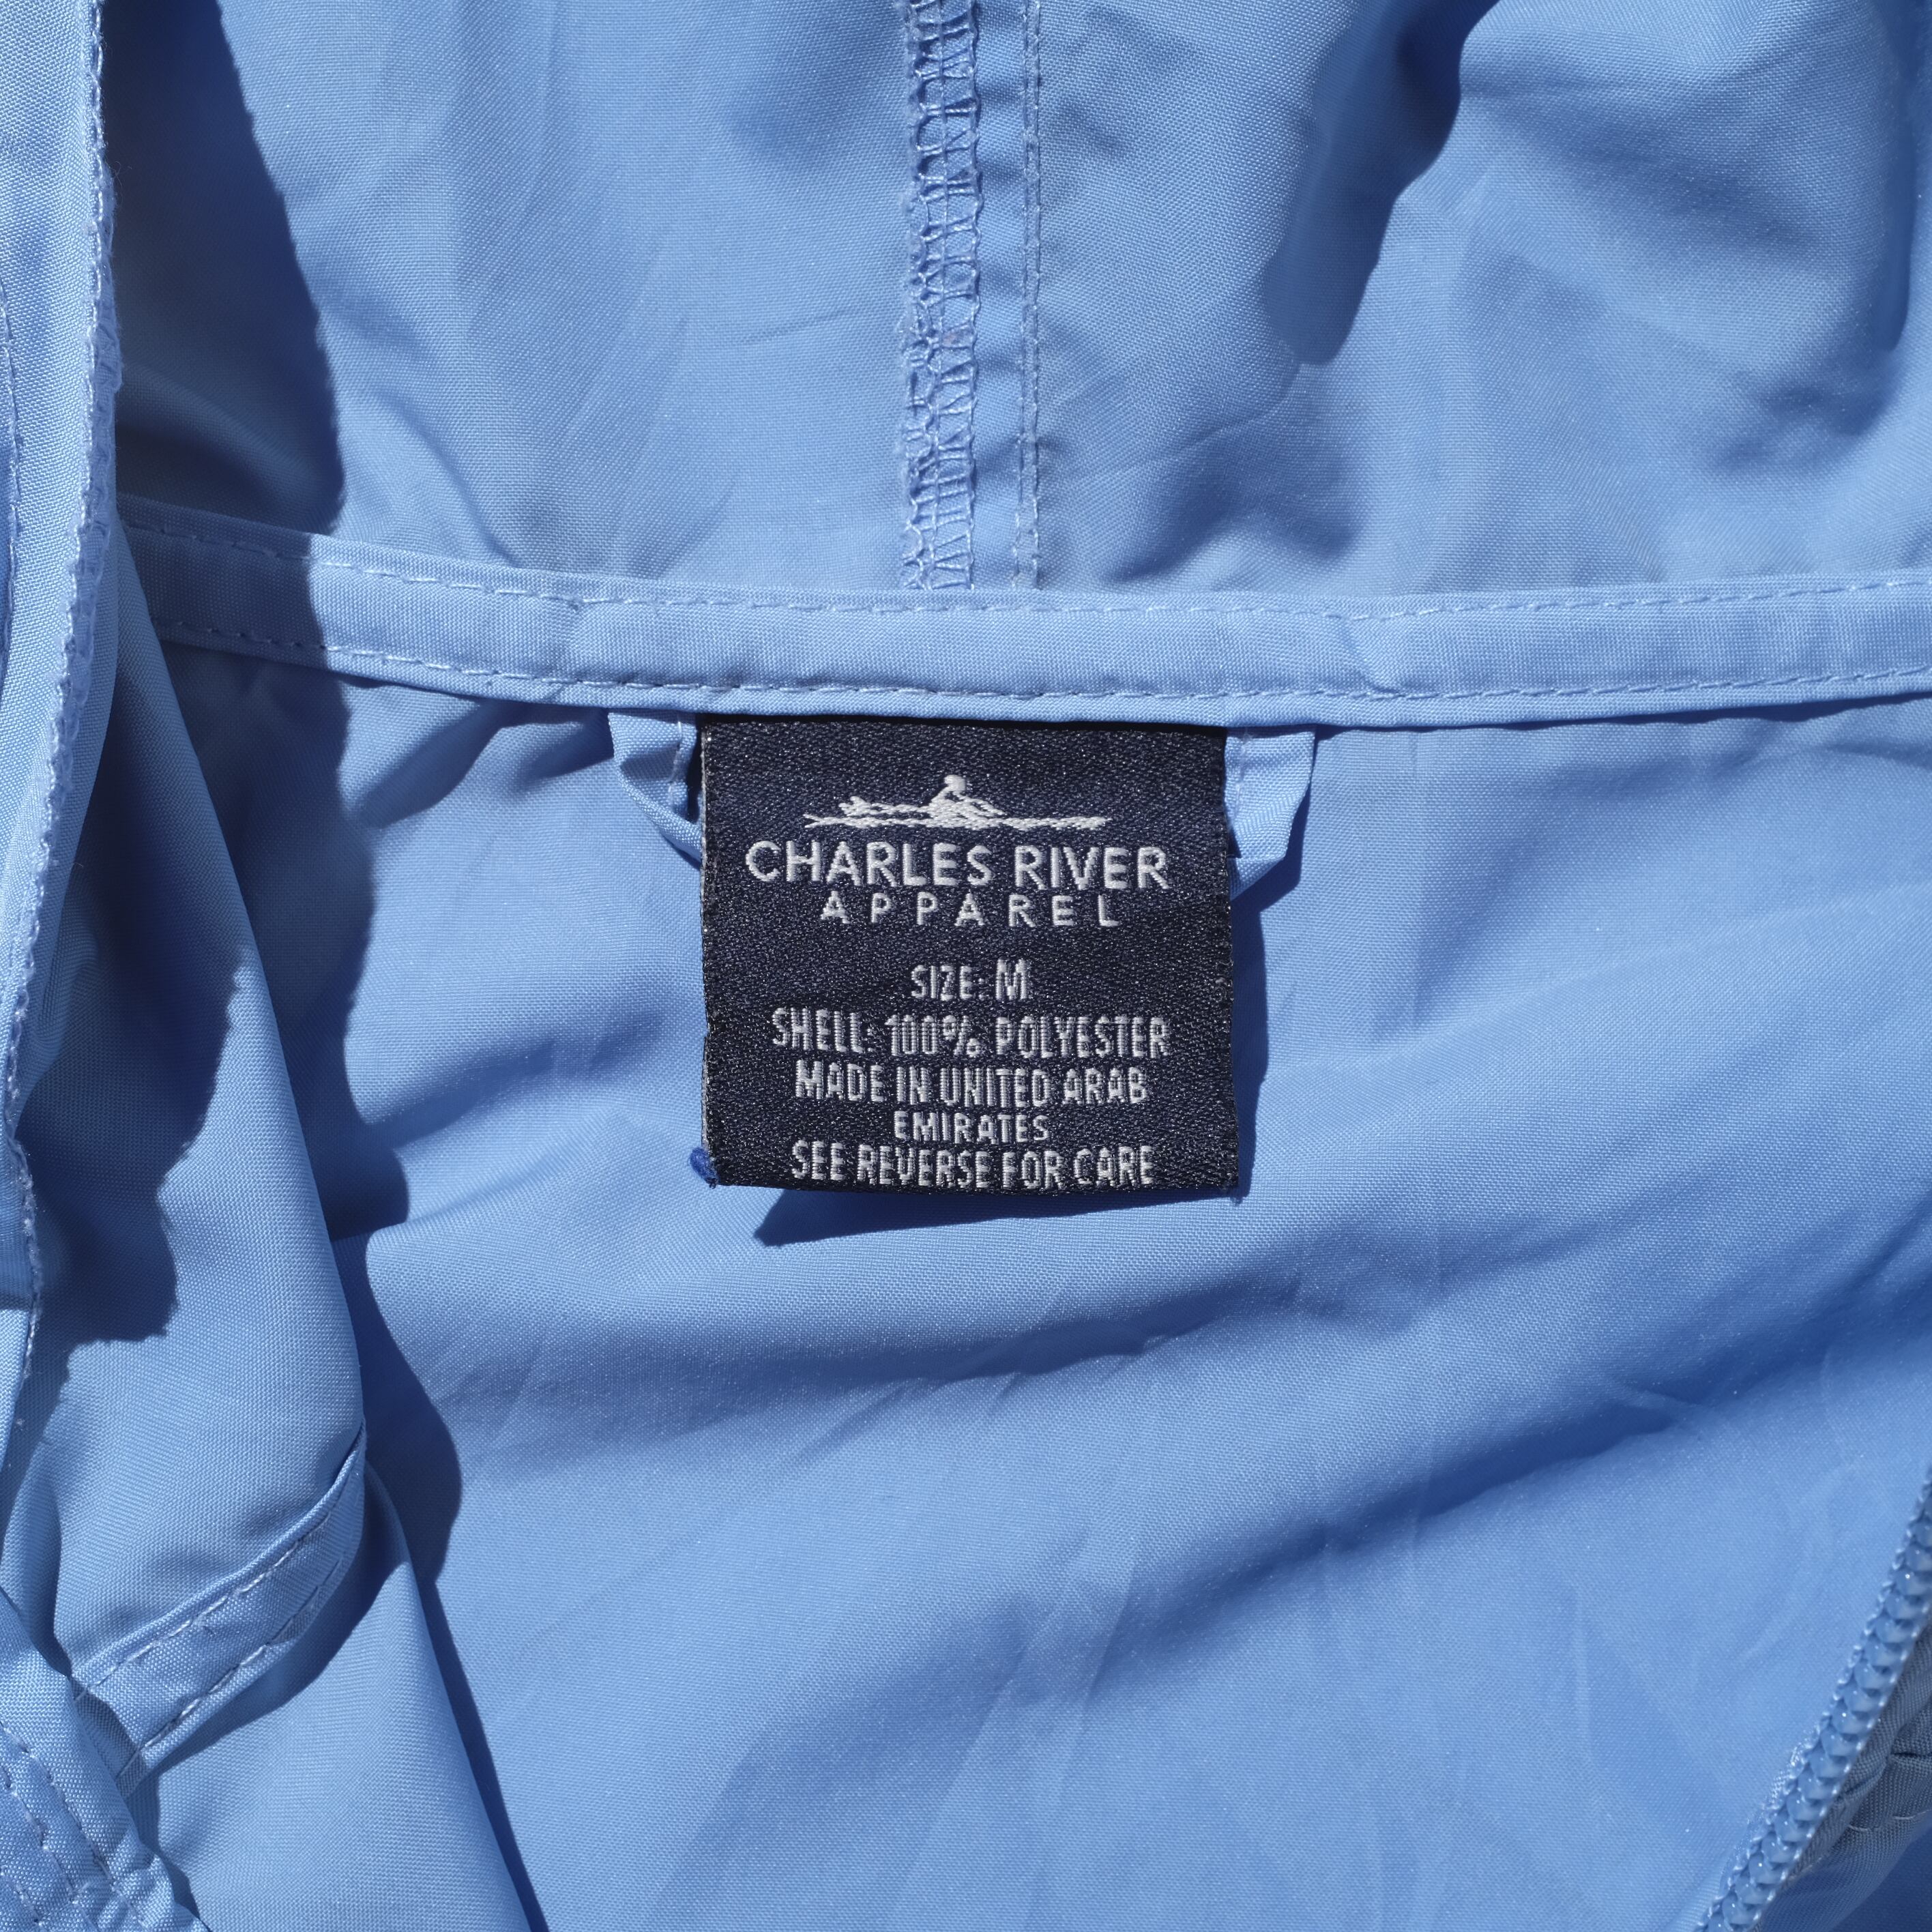 CHARLES RIVER
APPAREL
SIZE: M
SHELL: 100% POLYESTER
MADE IN UNITED ARAB
EMIRATES
SEE REVERSE FOR CARE